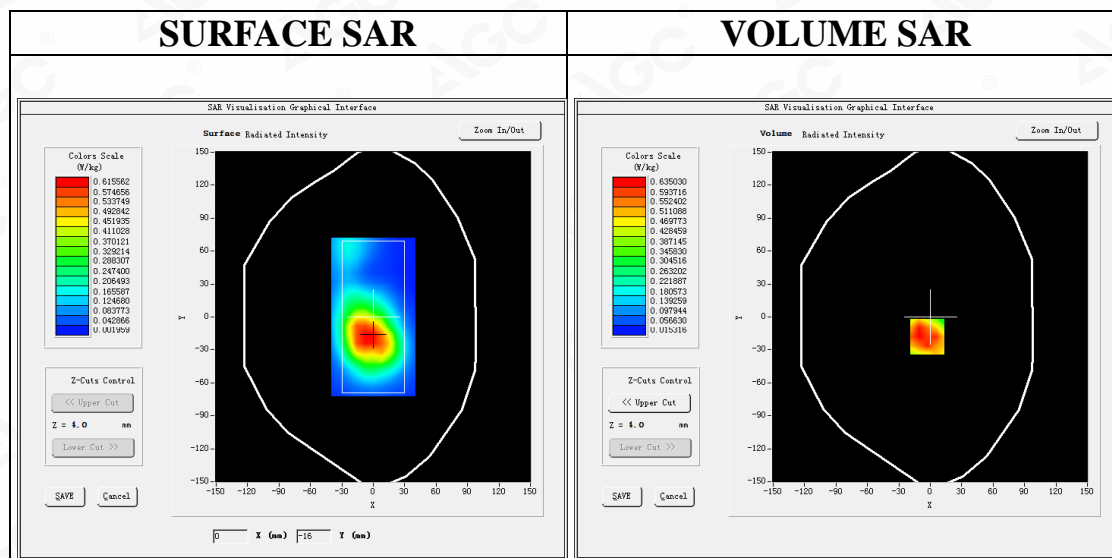 SURFACE SAR
VOLUME SAR
SAR Visualisation Graphical Interface
Surface Radiated Intensity
Zoom In/Out
Colors Scale
(W/kg)
0.615562
0.574656
0.533749
0.492842
0.451935
0.411028
0.370121
0.329214
0.288307
0.247400
0.206493
0.165587
0.124680
0.083773
0.042866
0.001959
Z-Cuts Control
<< Upper Cut
Z = 4.0 mm
Lower Cut >>
SAVE Cancel
150
120
90
60
30
0
-30
-60
-90
-120
-150
Y
-150 -120 -90 -60 -30 0 30 60 90 120 150
X
0 X (mm) -16 Y (mm)
SAR Visualisation Graphical Interface
Volume Radiated Intensity
Zoom In/Out
Colors Scale
(W/kg)
0.635030
0.593716
0.552402
0.511088
0.469773
0.428459
0.387145
0.345830
0.304516
0.263202
0.221887
0.180573
0.139259
0.097944
0.056630
0.015316
Z-Cuts Control
<< Upper Cut
Z = 4.0 mm
Lower Cut >>
SAVE Cancel
150
120
90
60
30
0
-30
-60
-90
-120
-150
Y
-150 -120 -90 -60 -30 0 30 60 90 120 150
X
AGC